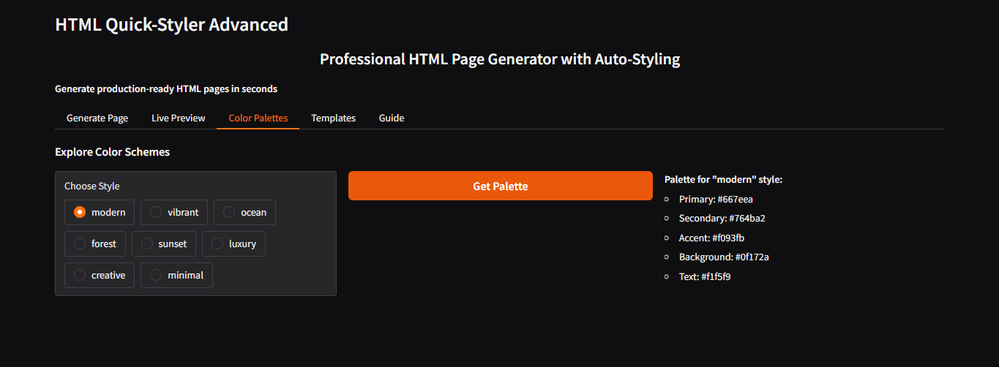 HTML Quick-Styler Advanced
Professional HTML Page Generator with Auto-Styling
Generate production-ready HTML pages in seconds
Generate Page Live Preview Color Palettes Templates Guide
Explore Color Schemes
Choose Style
modern vibrant ocean
forest sunset luxury
creative minimal
Get Palette
Palette for "modern" style:
Primary: #667eea
Secondary: #764ba2
Accent: #f093fb
Background: #0f172a
Text: #f1f5f9